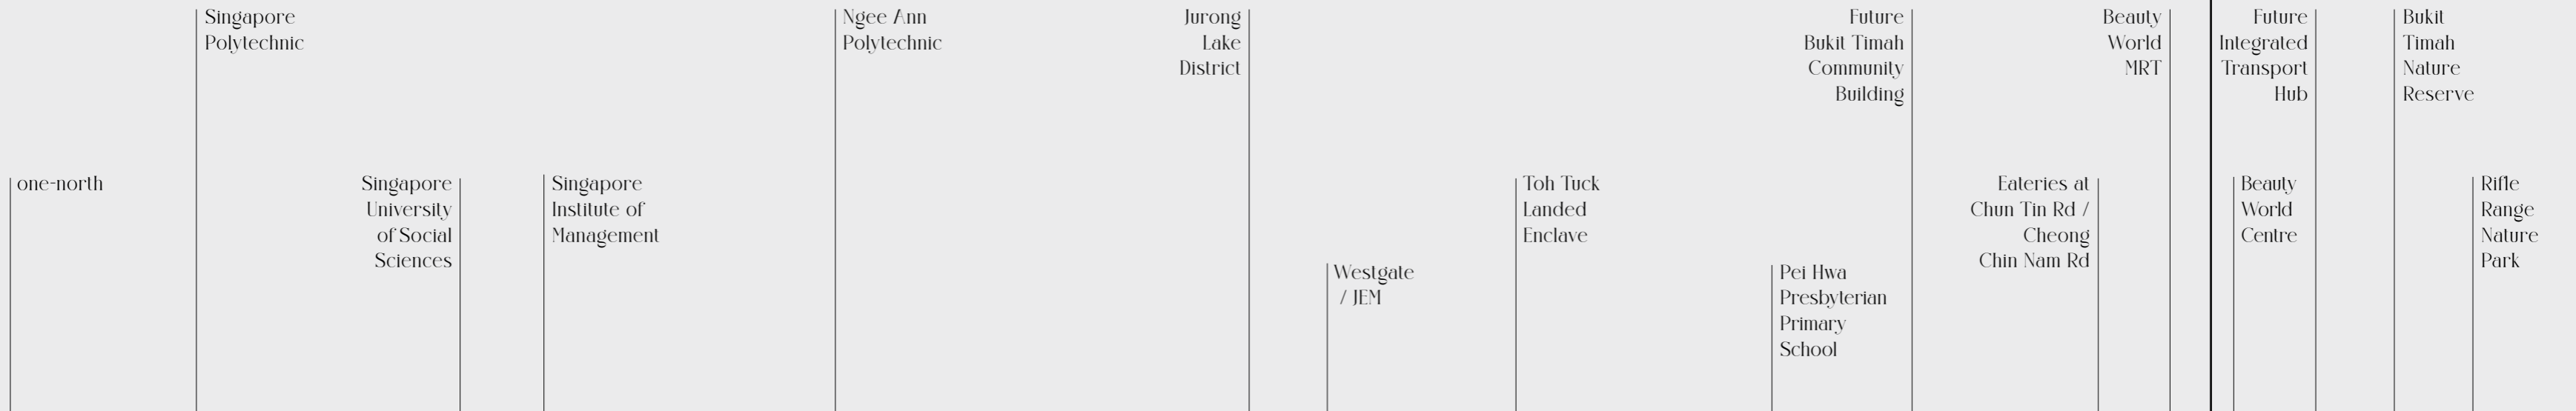 Singapore
Polytechnic
Ngee Ann
Polytechnic
Jurong
Lake
District
Future
Bukit Timah
Community
Building
Beauty
World
MRT
Future
Integrated
Transport
Hub
Bukit
Timah
Nature
Reserve
one-north
Singapore
University
of Social
Sciences
Singapore
Institute of
Management
Westgate
/ JEM
Toh Tuck
Landed
Enclave
Pei Hwa
Presbyterian
Primary
School
Eateries at
Chun Tin Rd /
Cheong
Chin Nam Rd
Beauty
World
Centre
Rifle
Range
Nature
Park